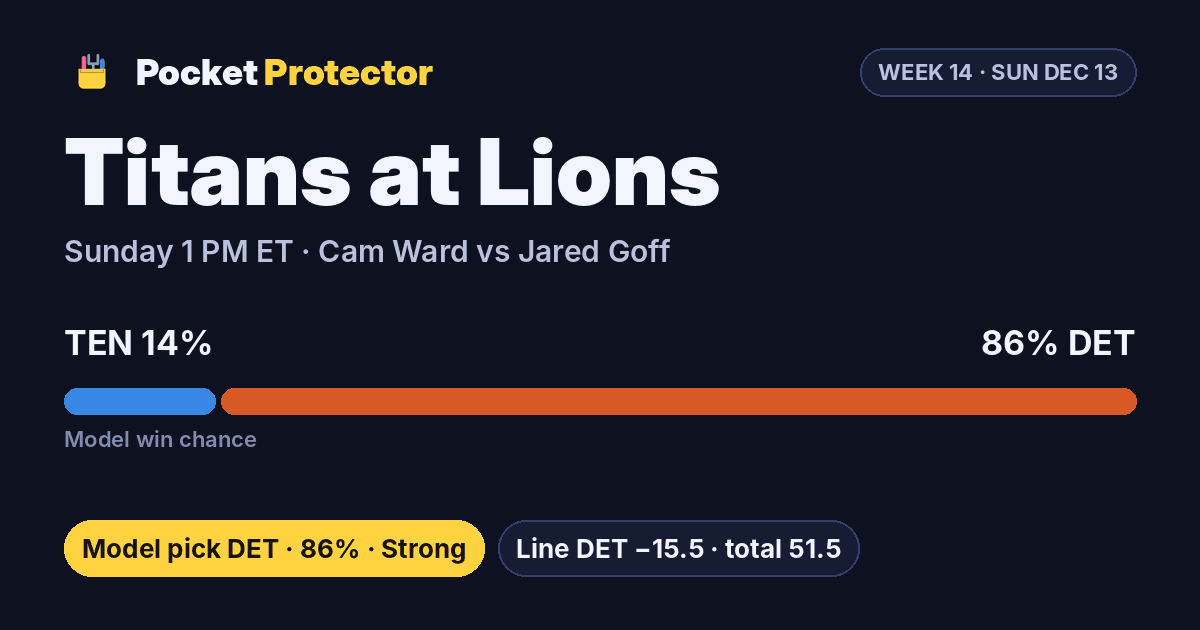 Pocket Protector
WEEK 14 · SUN DEC 13
Titans at Lions
Sunday 1 PM ET · Cam Ward vs Jared Goff
TEN 14%
86% DET
Model win chance
Model pick DET · 86% · Strong
Line DET −15.5 · total 51.5